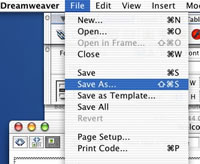 Dreamweaver File Edit View Insert Mo
New... ⌘N
Open... ⌘O
Open in Frame... ⇧⌘O
Close ⌘W
Save ⌘S
Save As... ⇧⌘S
Save as Template...
Save All
Revert
Page Setup...
Print Code... ⌘P